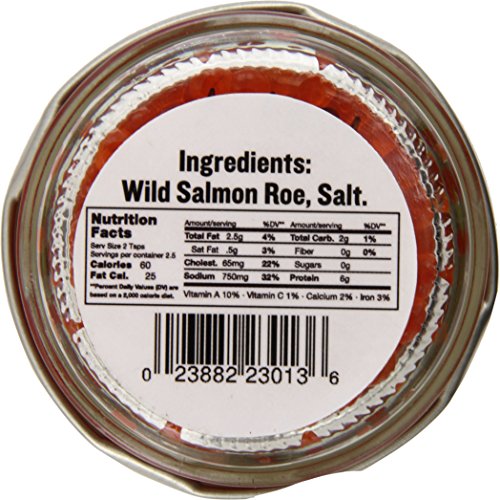 Ingredients:
Wild Salmon Roe, Salt.
Nutrition
Facts
Serv Size 2 Tsps
Servings per container 2.5
Calories 60
Fat Cal. 25
**Percent Daily Values (DV) are
based on a 2,000 calorie diet.
Amount/serving %DV**
Total Fat 2.5g 4%
Sat Fat .5g 3%
Cholest. 65mg 22%
Sodium 750mg 32%
Amount/serving %DV**
Total Carb. 2g 1%
Fiber 0g 0%
Sugars 0g
Protein 6g
Vitamin A 10% · Vitamin C 1% · Calcium 2% · Iron 3%
0 23882 23013 6